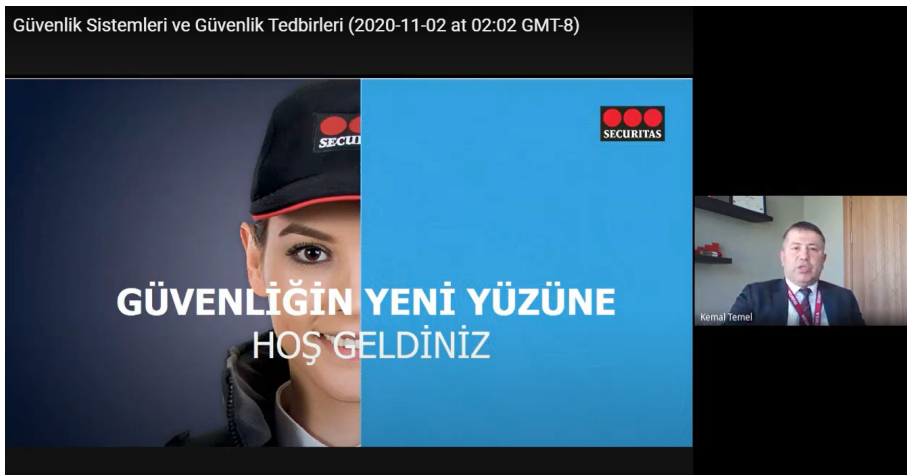 Güvenlik Sistemleri ve Güvenlik Tedbirleri (2020-11-02 at 02:02 GMT-8)
SECURITAS
GÜVENLİĞİN YENİ YÜZÜNE
HOŞ GELDİNİZ
Kemal Temel